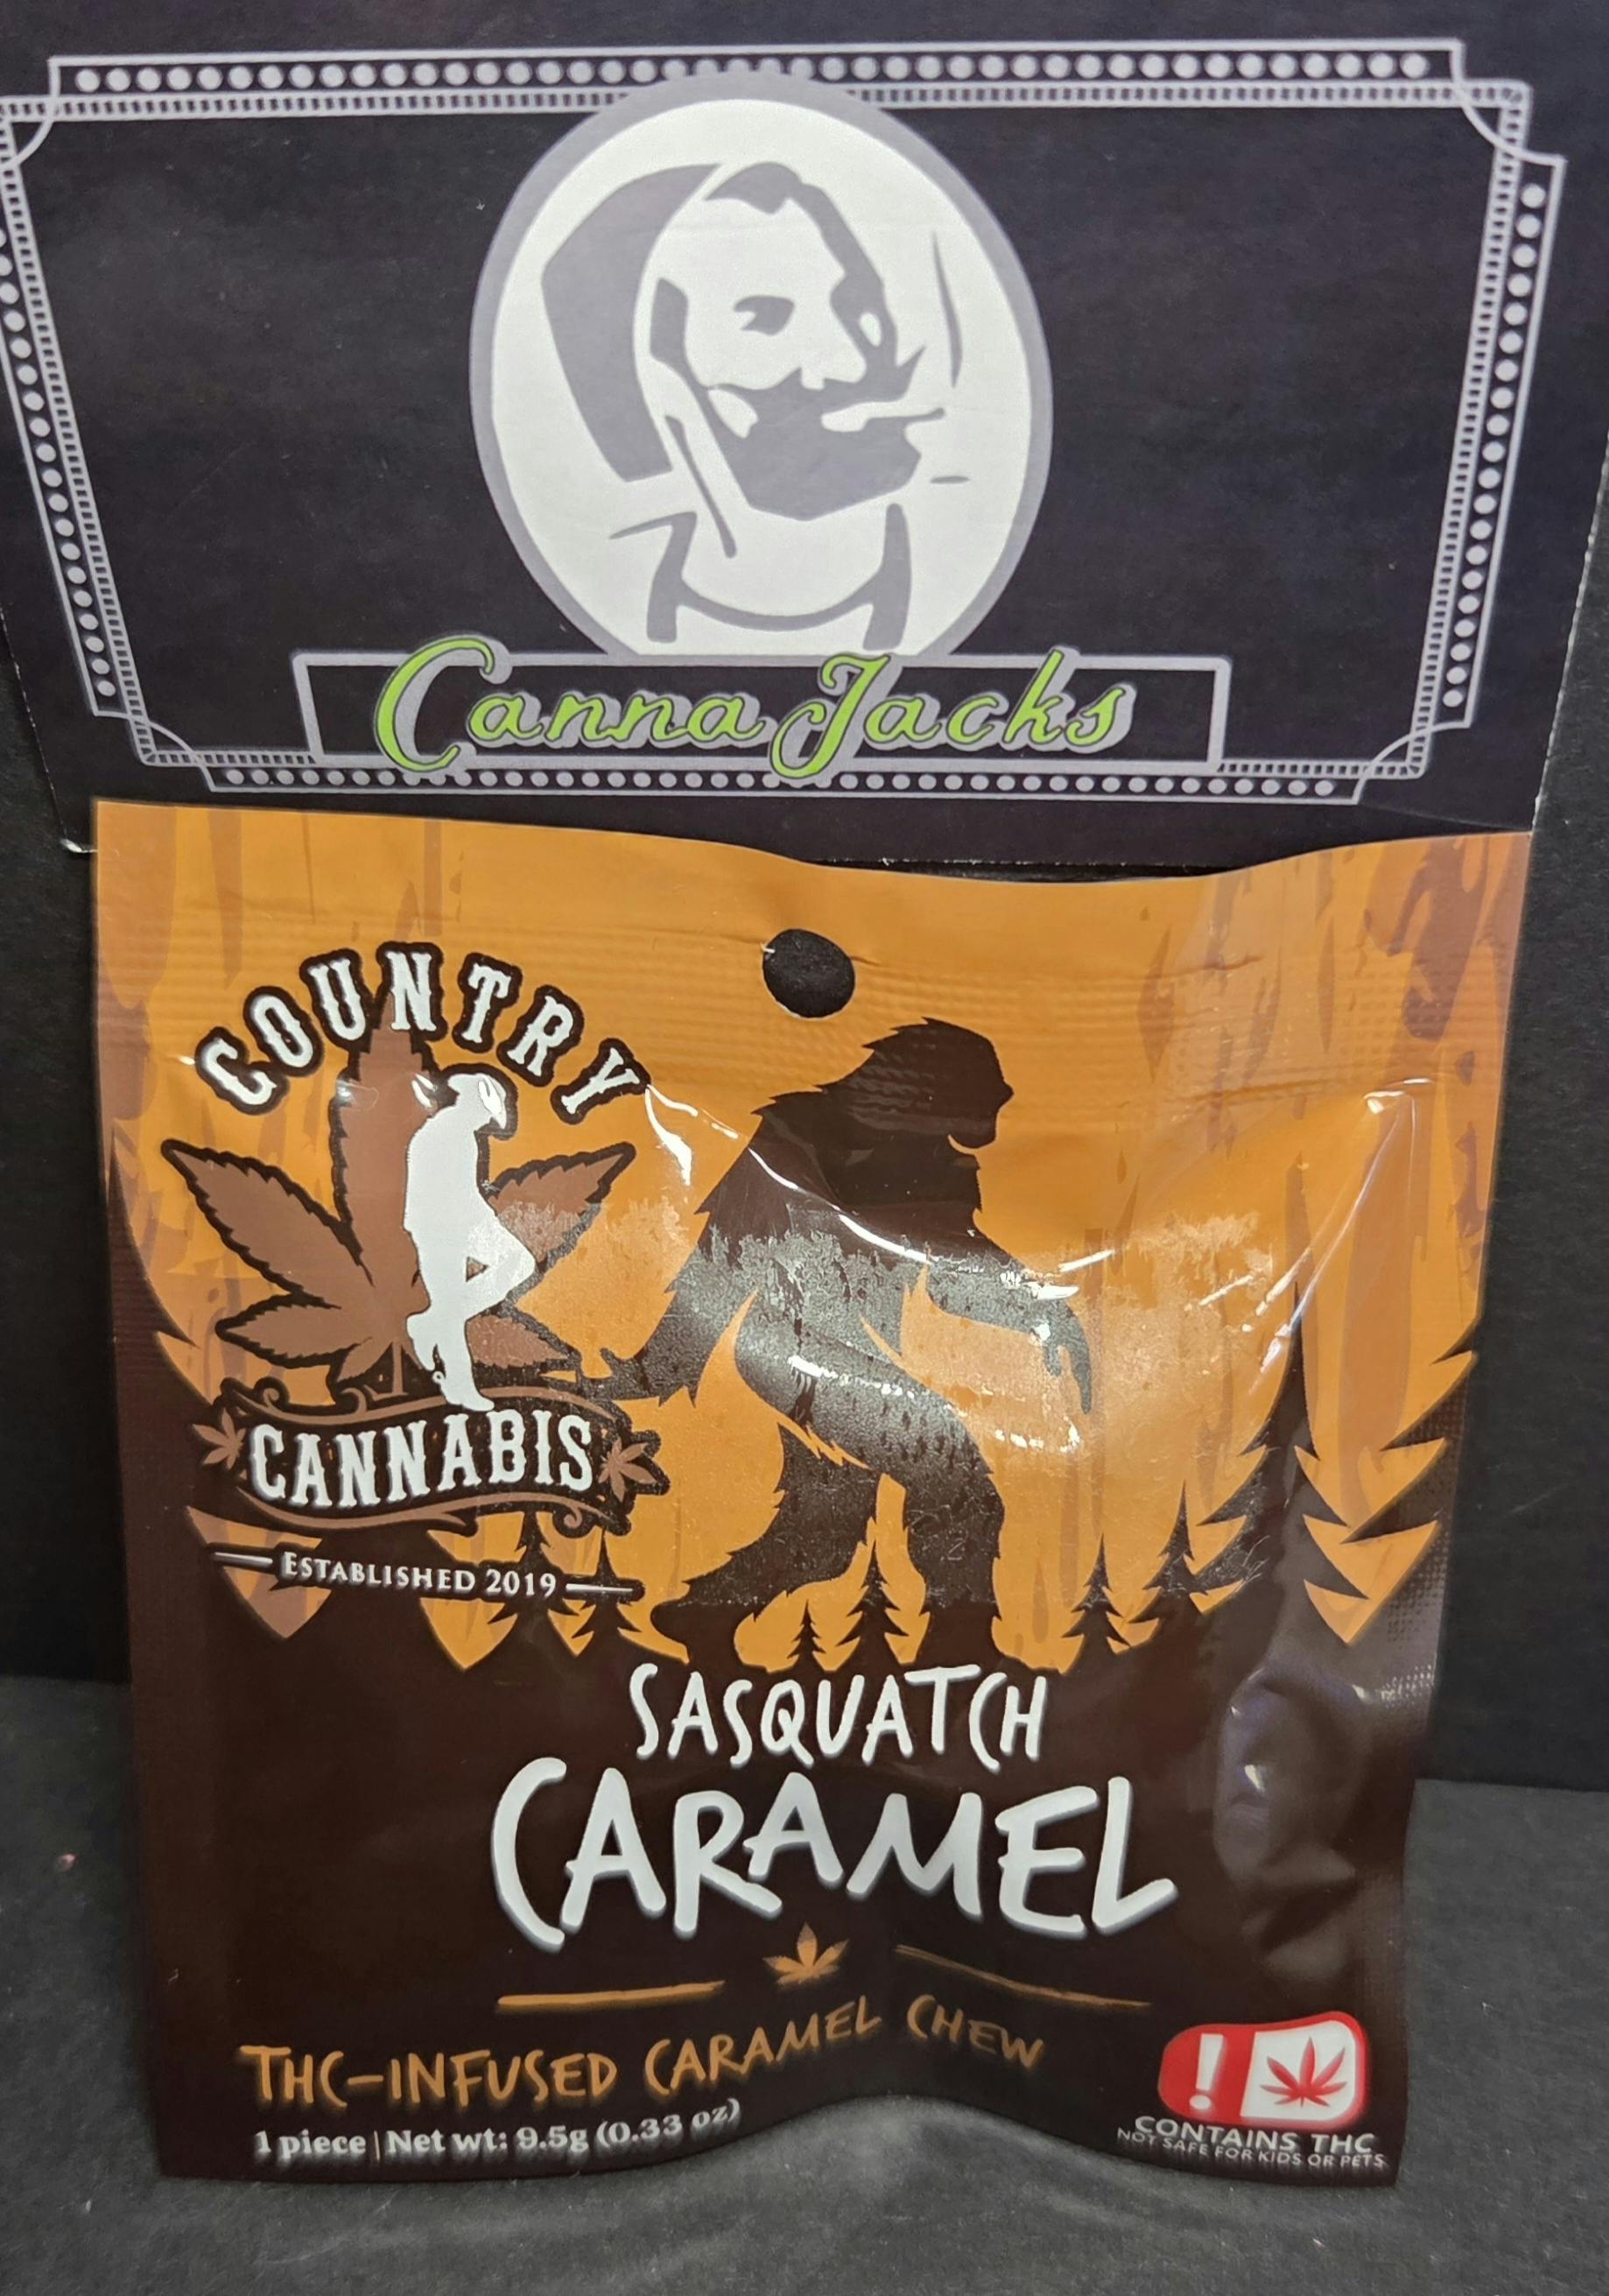 Canna Jacks
COUNTRY
CANNABIS
ESTABLISHED 2019
SASQUATCH
CARAMEL
THC-INFUSED CARAMEL CHEW
1 piece | Net wt: 9.5g (0.33 oz)
!
CONTAINS THC
NOT SAFE FOR KIDS OR PETS